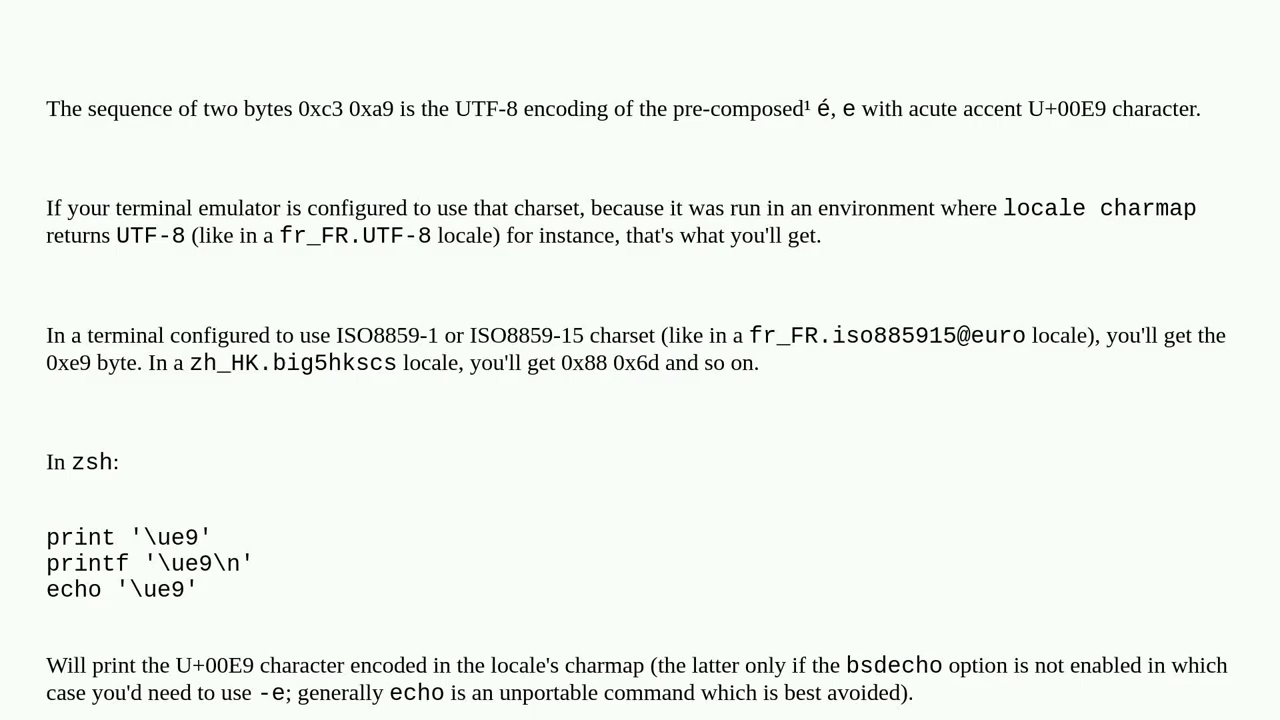 The sequence of two bytes 0xc3 0xa9 is the UTF-8 encoding of the pre-composed¹ é, e with acute accent U+00E9 character.
If your terminal emulator is configured to use that charset, because it was run in an environment where locale charmap
returns UTF-8 (like in a fr_FR.UTF-8 locale) for instance, that's what you'll get.
In a terminal configured to use ISO8859-1 or ISO8859-15 charset (like in a fr_FR.iso885915@euro locale), you'll get the
0xe9 byte. In a zh_HK.big5hkscs locale, you'll get 0x88 0x6d and so on.
In zsh:
print '\ue9'
printf '\ue9\n'
echo '\ue9'
Will print the U+00E9 character encoded in the locale's charmap (the latter only if the bsdecho option is not enabled in which
case you'd need to use -e; generally echo is an unportable command which is best avoided).